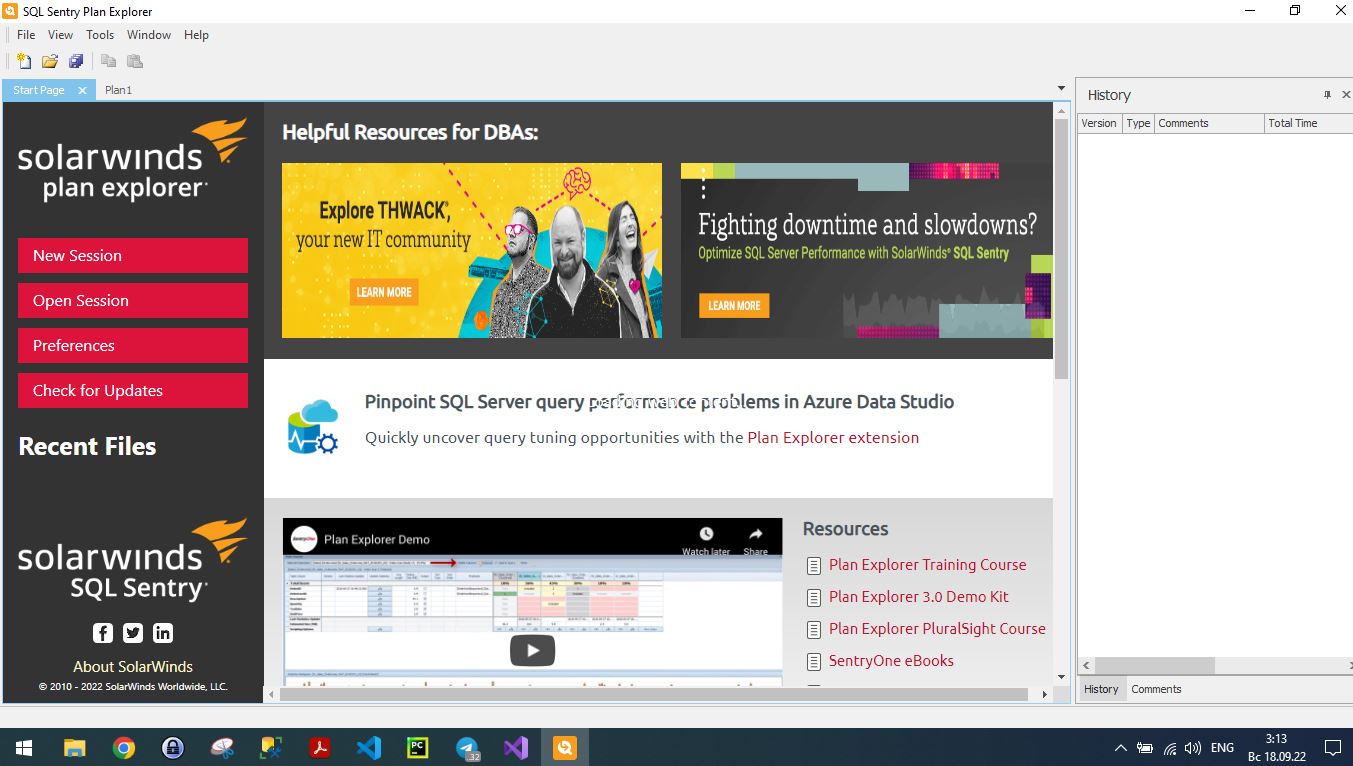 SQL Sentry Plan Explorer
File View Tools Window Help
Start Page Plan1
solarwinds
plan explorer
New Session
Open Session
Preferences
Check for Updates
Recent Files
solarwinds
SQL Sentry
About SolarWinds
© 2010 - 2022 SolarWinds Worldwide, LLC.
Helpful Resources for DBAs:
Explore THWACK®,
your new IT community
LEARN MORE
Fighting downtime and slowdowns?
Optimize SQL Server Performance with SolarWinds® SQL Sentry
LEARN MORE
Pinpoint SQL Server query performance problems in Azure Data Studio
Quickly uncover query tuning opportunities with the Plan Explorer extension
SentryOne
Plan Explorer Demo
Watch later Share
Resources
Plan Explorer Training Course
Plan Explorer 3.0 Demo Kit
Plan Explorer PluralSight Course
SentryOne eBooks
History
Version Type Comments Total Time
History Comments
PC
32
ENG
3:13
Вс 18.09.22